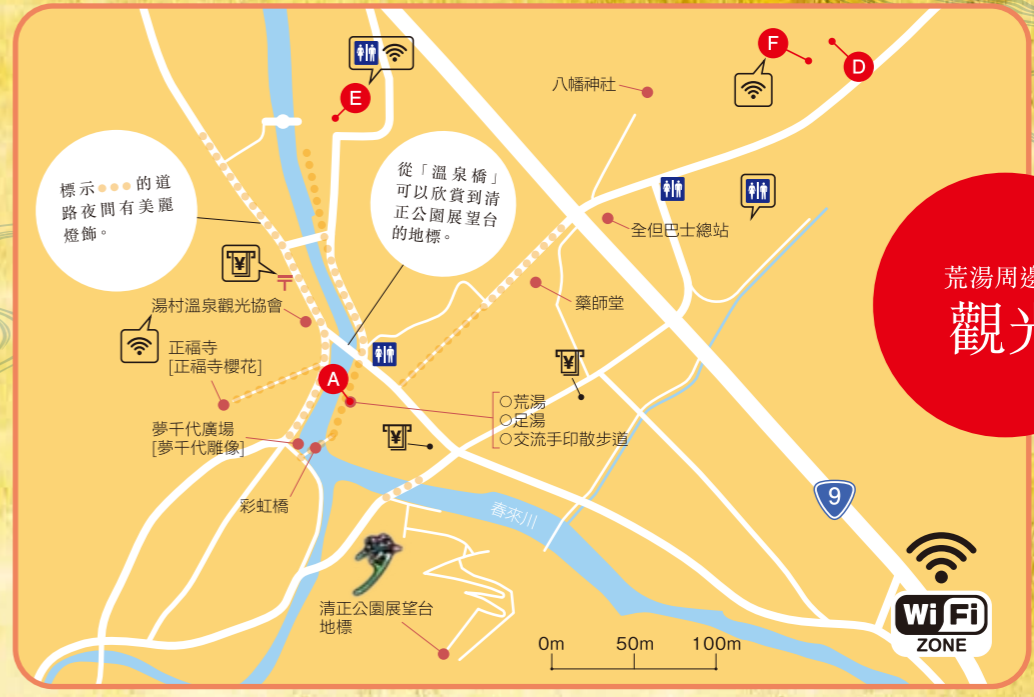 E
F
D
八幡神社
標示●●●的道
路夜間有美麗
燈飾。
從「溫泉橋」
可以欣賞到清
正公園展望台
的地標。
全但巴士總站
荒湯周邊
觀光
¥
〒
藥師堂
湯村溫泉觀光協會
正福寺
[正福寺櫻花]
A
¥
○荒湯
○足湯
○交流手印散步道
夢千代廣場
[夢千代雕像]
¥
彩虹橋
春來川
9
清正公園展望台
地標
0m 50m 100m
Wi Fi
ZONE